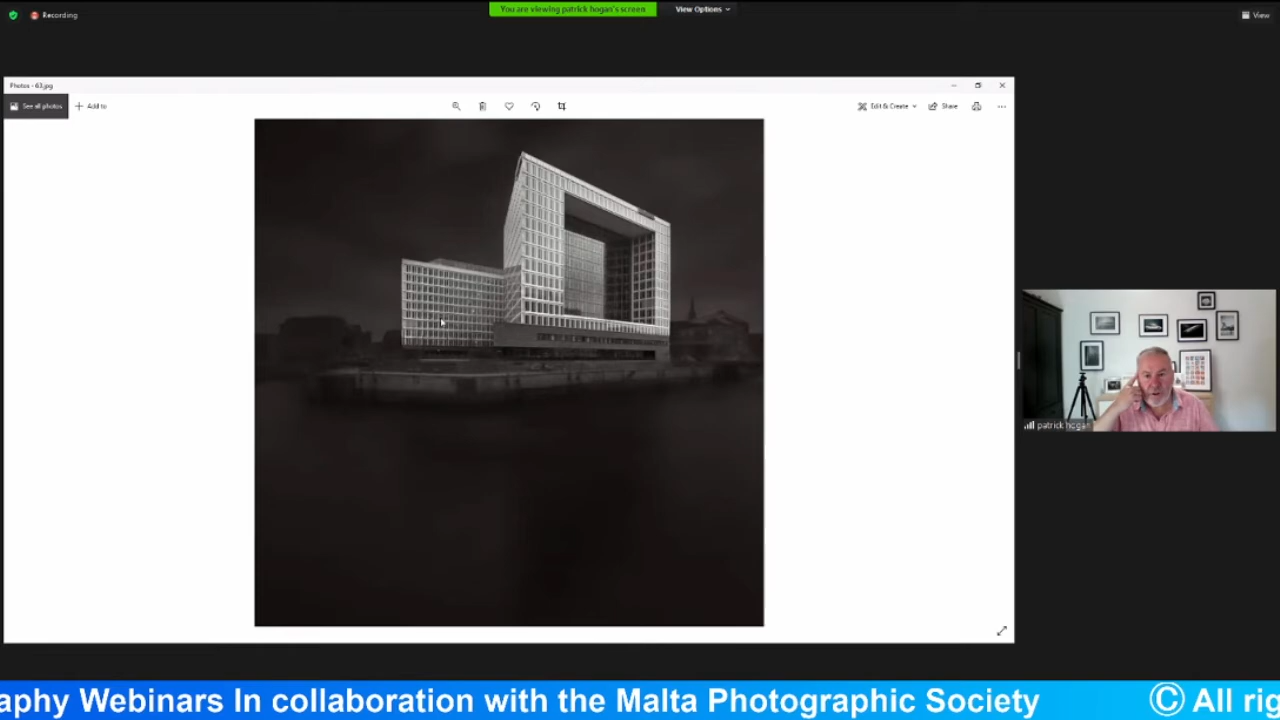 Recording
You are viewing patrick hogan's screen
View Options
View
Photos - 63.jpg
See all photos
Add to
Edit & Create
Share
patrick hogan
aphy Webinars In collaboration with the Malta Photographic Society
© All rig